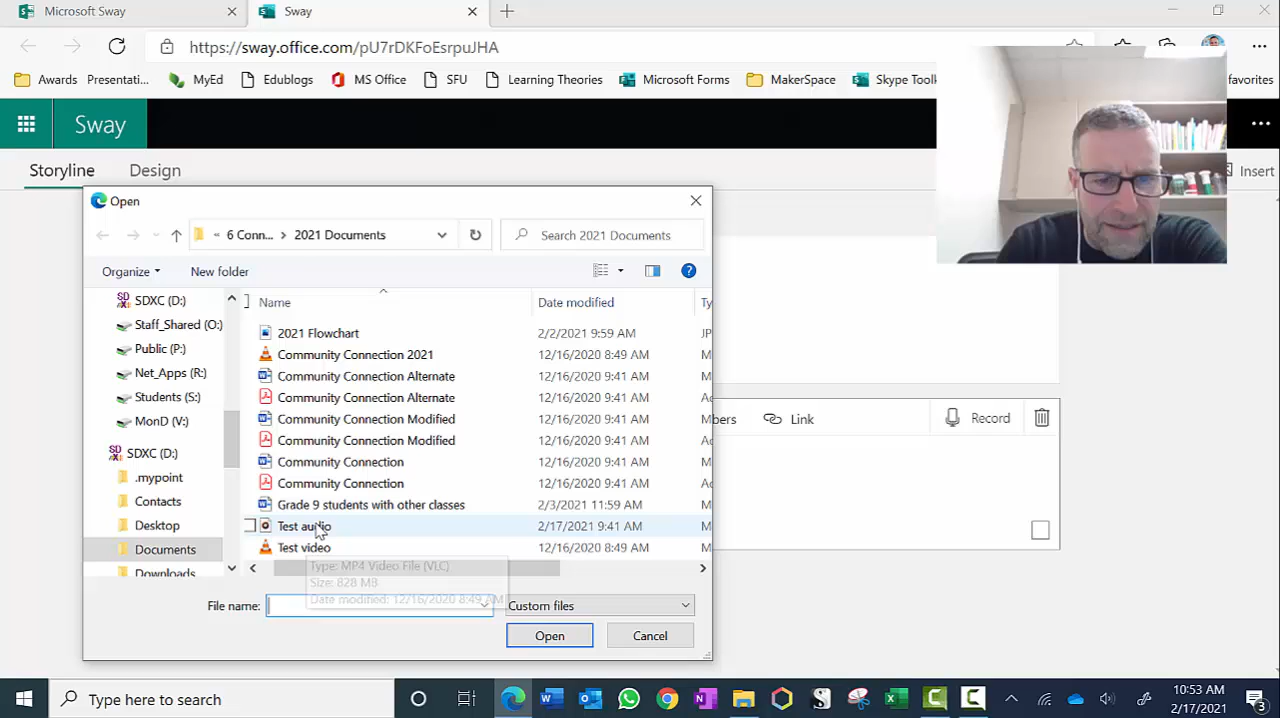 Microsoft Sway
Sway
https://sway.office.com/pU7rDKFoEsrpuJHA
Awards
Presentati...
MyEd
Edublogs
MS Office
SFU
Learning Theories
Microsoft Forms
MakerSpace
Skype Toolk
favorites
Sway
Storyline
Design
Insert
Open
« 6 Conn... > 2021 Documents
Search 2021 Documents
Organize
New folder
SDXC (D:)
Staff_Shared (O:)
Public (P:)
Net_Apps (R:)
Students (S:)
MonD (V:)
SDXC (D:)
.mypoint
Contacts
Desktop
Documents
Downloads
Name Date modified Ty
2021 Flowchart 2/2/2021 9:59 AM JP
Community Connection 2021 12/16/2020 8:49 AM M
Community Connection Alternate 12/16/2020 9:41 AM M
Community Connection Alternate 12/16/2020 9:41 AM Ac
Community Connection Modified 12/16/2020 9:41 AM M
Community Connection Modified 12/16/2020 9:41 AM Ac
Community Connection 12/16/2020 9:41 AM M
Community Connection 12/16/2020 9:41 AM Ac
Grade 9 students with other classes 2/3/2021 11:59 AM M
Test audio 2/17/2021 9:41 AM M
Test video 12/16/2020 8:49 AM M
Type: MP4 Video File (VLC)
Size: 828 MB
Date modified: 12/16/2020 8:49 AM
File name:
Custom files
Open
Cancel
bers
Link
Record
Type here to search
10:53 AM
2/17/2021
3